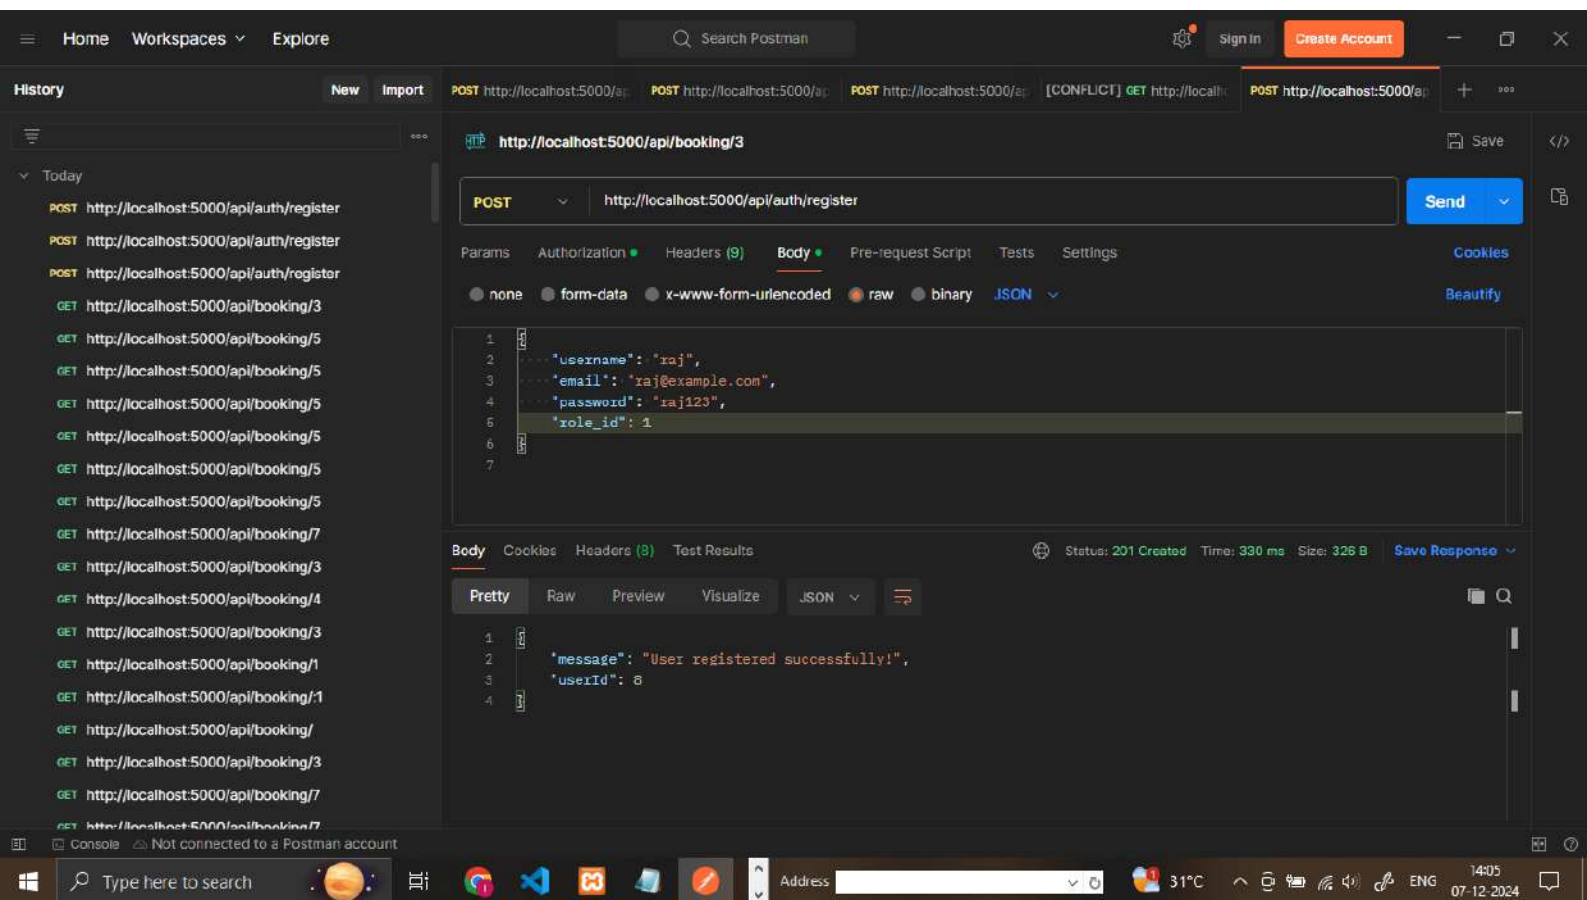 Home Workspaces Explore Search Postman Sign In Create Account
History New Import
POST http://localhost:5000/ap POST http://localhost:5000/ap POST http://localhost:5000/ap [CONFLICT] GET http://localh POST http://localhost:5000/ap
HTTP http://localhost:5000/api/booking/3 Save
Today
POST http://localhost:5000/api/auth/register
POST http://localhost:5000/api/auth/register
POST http://localhost:5000/api/auth/register
GET http://localhost:5000/api/booking/3
GET http://localhost:5000/api/booking/5
GET http://localhost:5000/api/booking/5
GET http://localhost:5000/api/booking/5
GET http://localhost:5000/api/booking/5
GET http://localhost:5000/api/booking/5
GET http://localhost:5000/api/booking/5
GET http://localhost:5000/api/booking/7
GET http://localhost:5000/api/booking/3
GET http://localhost:5000/api/booking/4
GET http://localhost:5000/api/booking/3
GET http://localhost:5000/api/booking/1
GET http://localhost:5000/api/booking/:1
GET http://localhost:5000/api/booking/
GET http://localhost:5000/api/booking/3
GET http://localhost:5000/api/booking/7
GET http://localhost:5000/api/booking/7
POST http://localhost:5000/api/auth/register Send
Params Authorization Headers (9) Body Pre-request Script Tests Settings Cookies
none form-data x-www-form-urlencoded raw binary JSON Beautify
1 {
2 "username": "raj",
3 "email": "raj@example.com",
4 "password": "raj123",
5 "role_id": 1
6 }
7
Body Cookies Headers (8) Test Results Status: 201 Created Time: 330 ms Size: 326 B Save Response
Pretty Raw Preview Visualize JSON
1 {
2 "message": "User registered successfully!",
3 "userId": 8
4 }
Console Not connected to a Postman account
Type here to search Address 31°C ENG 14:05
07-12-2024